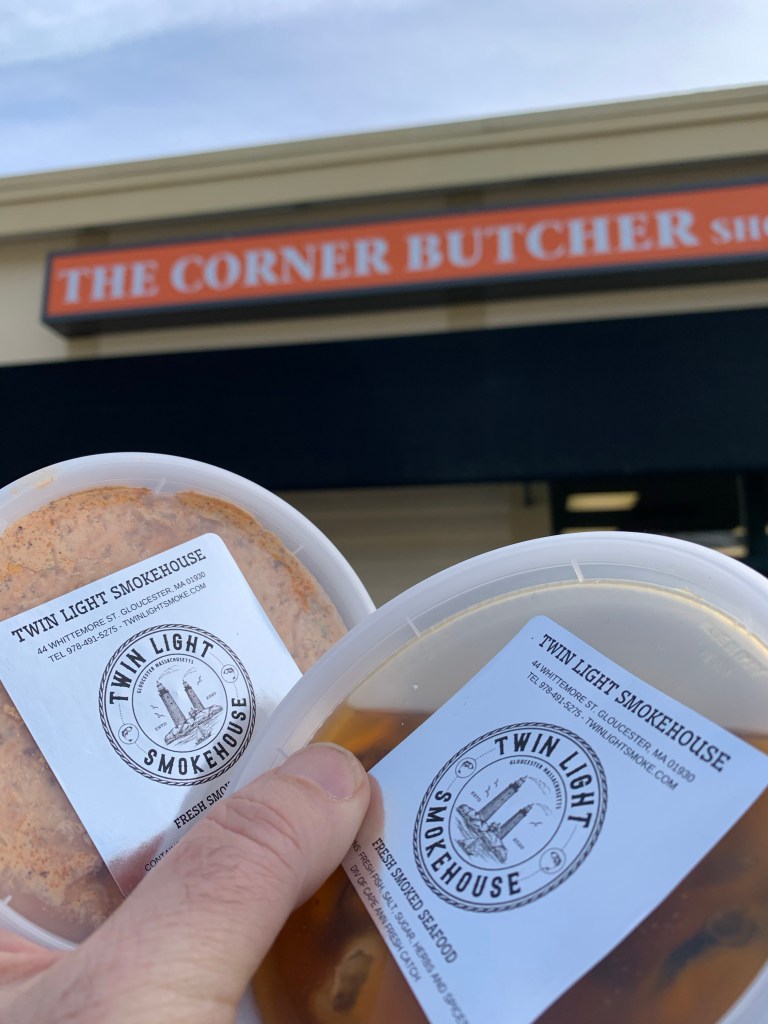 THE CORNER BUTCHER
TWIN LIGHT SMOKEHOUSE
44 WHITTEMORE ST. GLOUCESTER, MA 01930
TEL 978-491-5275 - TWINLIGHTSMOKE.COM
TWIN LIGHT
GLOUCESTER MASSACHUSETTS
SMOKEHOUSE
FRESH
TWIN LIGHT SMOKEHOUSE
44 WHITTEMORE ST. GLOUCESTER, MA 01930
TEL 978-491-5275 - TWINLIGHTSMOKE.COM
TWIN LIGHT
GLOUCESTER MASSACHUSETTS
SMOKEHOUSE
FRESH SMOKED SEAFOOD
FRESH FISH, SALT, SUGAR, HERBS AND SPICES
DIV OF CAPE ANN FRESH CATCH